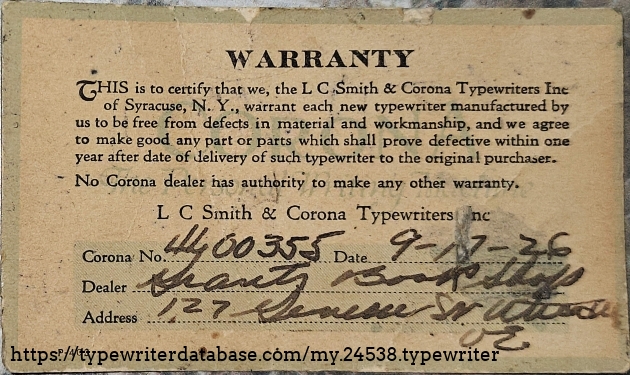 WARRANTY
THIS is to certify that we, the L C Smith & Corona Typewriters Inc
of Syracuse, N. Y., warrant each new typewriter manufactured by
us to be free from defects in material and workmanship, and we agree
to make good any part or parts which shall prove defective within one
year after date of delivery of such typewriter to the original purchaser.
No Corona dealer has authority to make any other warranty.
L C Smith & Corona Typewriters Inc
Corona No. 4400355 Date 9-17-26
Dealer Grants Book Shop
Address 127 Genesee St Utica
https://typewriterdatabase.com/my.24538.typewriter